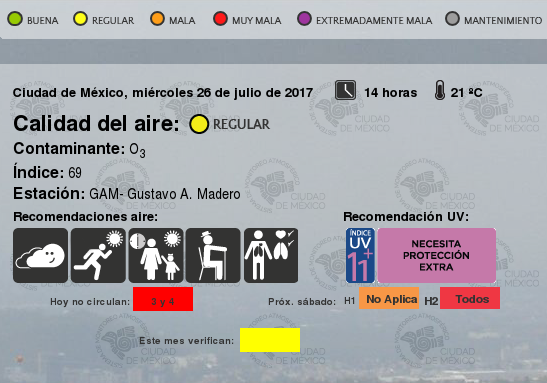 BUENA REGULAR MALA MUY MALA EXTREMADAMENTE MALA MANTENIMIENTO
Ciudad de México, miércoles 26 de julio de 2017 14 horas 21 ºC
Calidad del aire: REGULAR
Contaminante: O3
Índice: 69
Estación: GAM- Gustavo A. Madero
Recomendaciones aire: Recomendación UV:
ÍNDICE
UV
11+
NECESITA
PROTECCIÓN
EXTRA
Hoy no circulan: 3 y 4 Próx. sábado: H1 No Aplica H2 Todos
Este mes verifican:
MONITOREO ATMOSFÉRICO
CIUDAD
DE MÉXICO